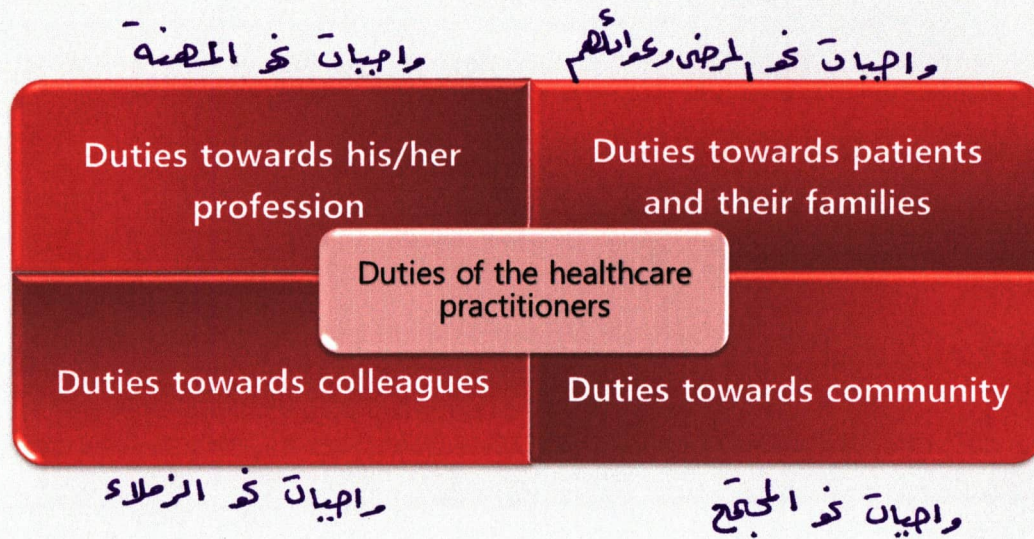 واجبات نحو المهنة
واجبات نحو المرضى وعوائلهم
Duties towards his/her
profession
Duties towards patients
and their families
Duties of the healthcare
practitioners
Duties towards colleagues
Duties towards community
واجبات نحو الزملاء
واجبات نحو المجتمع